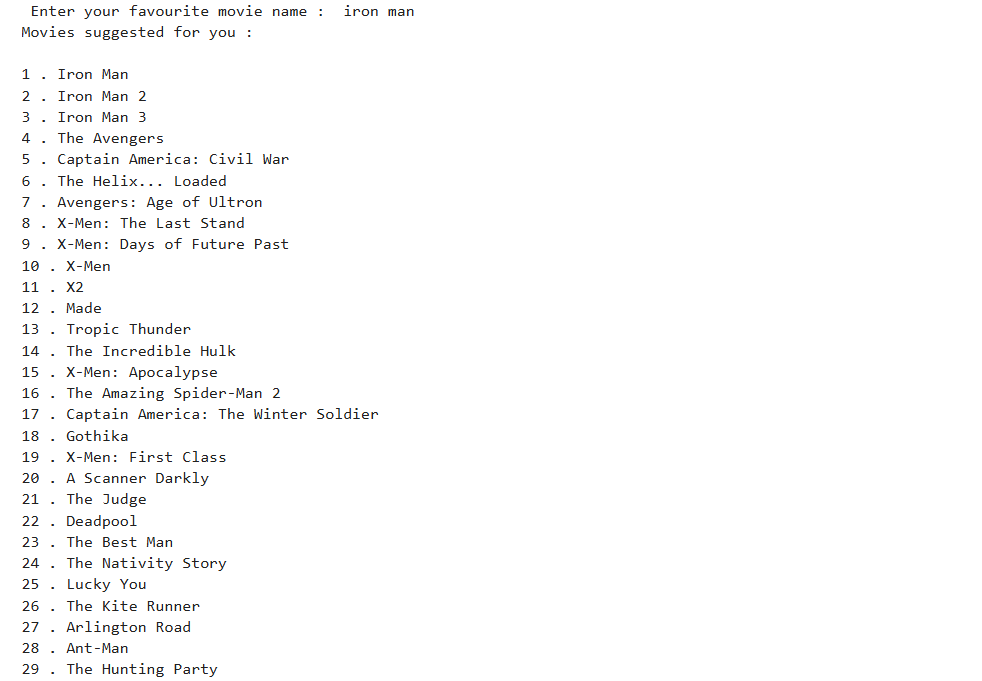 Enter your favourite movie name :  iron man
Movies suggested for you :
1 . Iron Man
2 . Iron Man 2
3 . Iron Man 3
4 . The Avengers
5 . Captain America: Civil War
6 . The Helix... Loaded
7 . Avengers: Age of Ultron
8 . X-Men: The Last Stand
9 . X-Men: Days of Future Past
10 . X-Men
11 . X2
12 . Made
13 . Tropic Thunder
14 . The Incredible Hulk
15 . X-Men: Apocalypse
16 . The Amazing Spider-Man 2
17 . Captain America: The Winter Soldier
18 . Gothika
19 . X-Men: First Class
20 . A Scanner Darkly
21 . The Judge
22 . Deadpool
23 . The Best Man
24 . The Nativity Story
25 . Lucky You
26 . The Kite Runner
27 . Arlington Road
28 . Ant-Man
29 . The Hunting Party